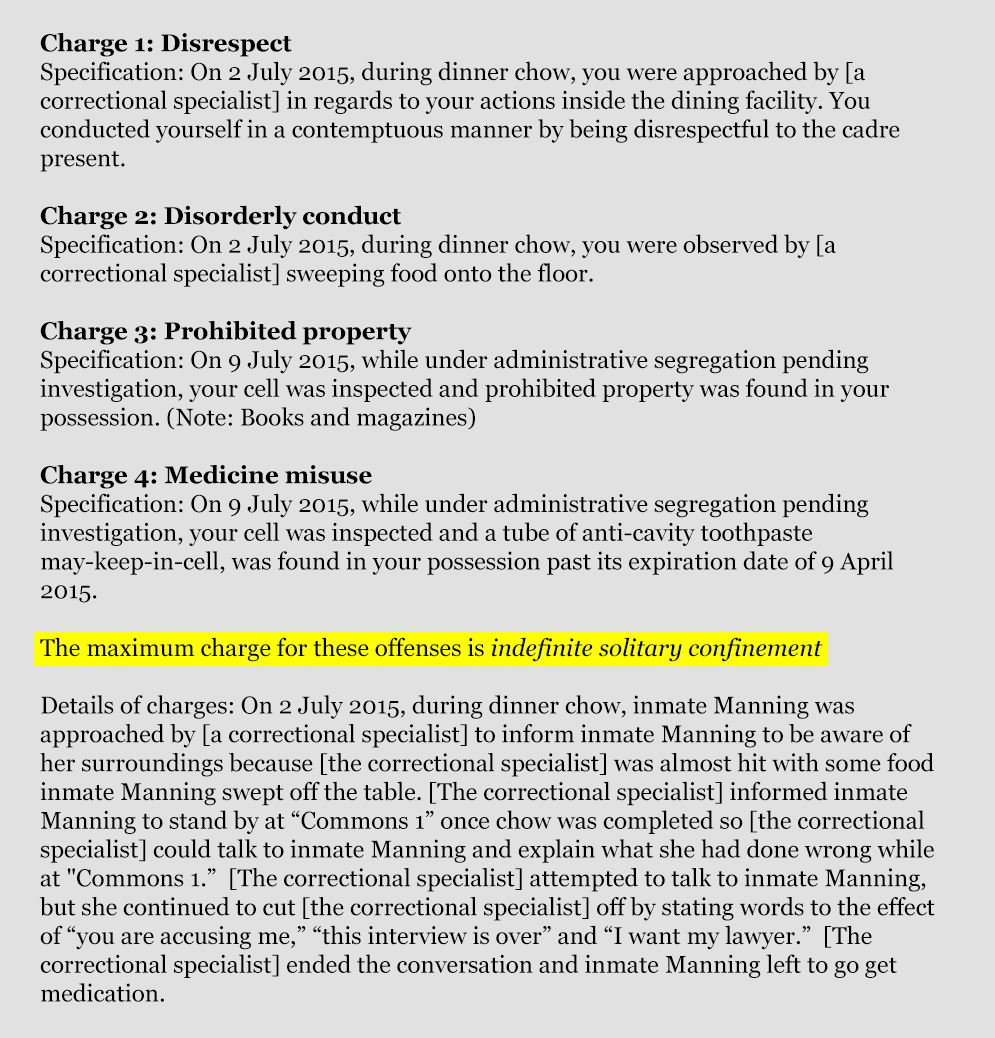 Charge 1: Disrespect
Specification: On 2 July 2015, during dinner chow, you were approached by [a
correctional specialist] in regards to your actions inside the dining facility. You
conducted yourself in a contemptuous manner by being disrespectful to the cadre
present.
Charge 2: Disorderly conduct
Specification: On 2 July 2015, during dinner chow, you were observed by [a
correctional specialist] sweeping food onto the floor.
Charge 3: Prohibited property
Specification: On 9 July 2015, while under administrative segregation pending
investigation, your cell was inspected and prohibited property was found in your
possession. (Note: Books and magazines)
Charge 4: Medicine misuse
Specification: On 9 July 2015, while under administrative segregation pending
investigation, your cell was inspected and a tube of anti-cavity toothpaste
may-keep-in-cell, was found in your possession past its expiration date of 9 April
2015.
The maximum charge for these offenses is indefinite solitary confinement
Details of charges: On 2 July 2015, during dinner chow, inmate Manning was
approached by [a correctional specialist] to inform inmate Manning to be aware of
her surroundings because [the correctional specialist] was almost hit with some food
inmate Manning swept off the table. [The correctional specialist] informed inmate
Manning to stand by at “Commons 1” once chow was completed so [the correctional
specialist] could talk to inmate Manning and explain what she had done wrong while
at "Commons 1.”  [The correctional specialist] attempted to talk to inmate Manning,
but she continued to cut [the correctional specialist] off by stating words to the effect
of “you are accusing me,” “this interview is over” and “I want my lawyer.”  [The
correctional specialist] ended the conversation and inmate Manning left to go get
medication.